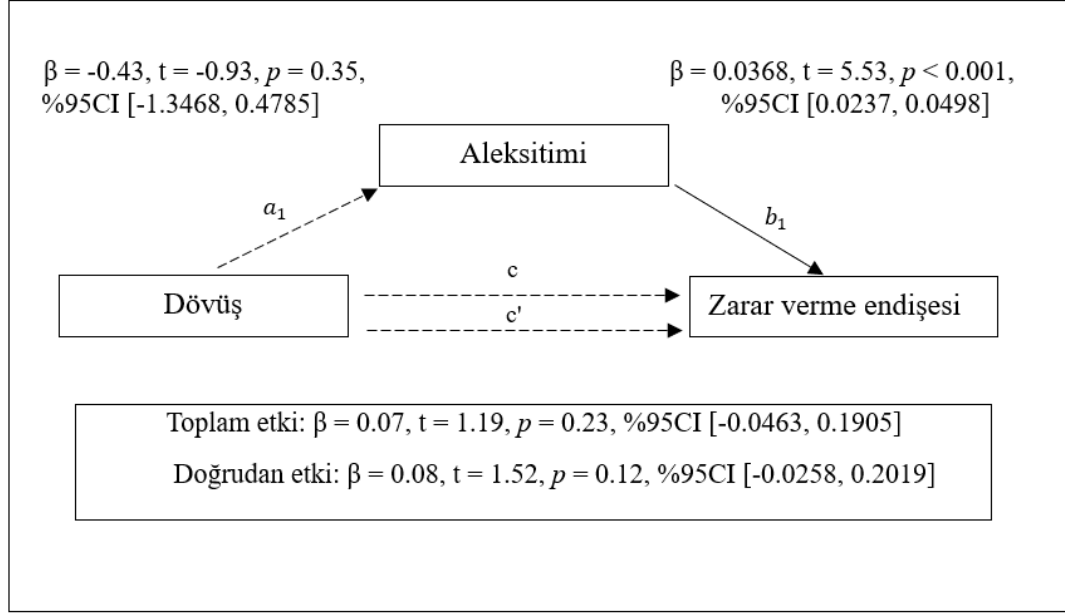 β = -0.43, t = -0.93, p = 0.35,
%95CI [-1.3468, 0.4785]
β = 0.0368, t = 5.53, p < 0.001,
%95CI [0.0237, 0.0498]
Aleksitimi
a₁
b₁
c
Dövüş
Zarar verme endişesi
c'
Toplam etki: β = 0.07, t = 1.19, p = 0.23, %95CI [-0.0463, 0.1905]
Doğrudan etki: β = 0.08, t = 1.52, p = 0.12, %95CI [-0.0258, 0.2019]